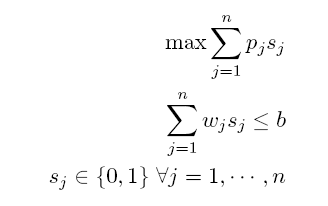 max ∑_{j=1}^{n} p_j s_j
∑_{j=1}^{n} w_j s_j ≤ b
s_j ∈ {0, 1} ∀j = 1, ⋯ , n